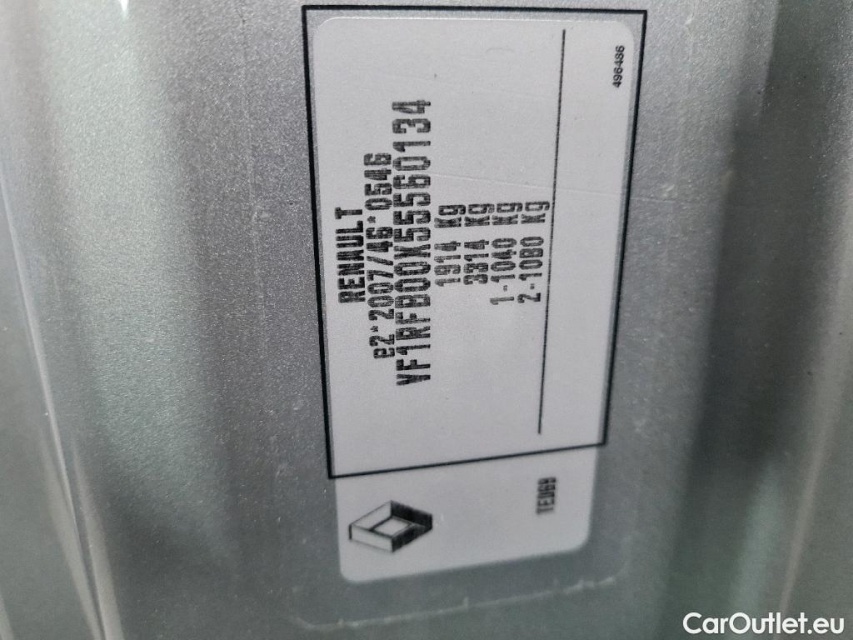 RENAULT
e2*2007/46*0546
VF1RFB00X55560134
1914 Kg
3314 Kg
1-1040 Kg
2-1080 Kg
496486
TED69
CarOutlet.eu